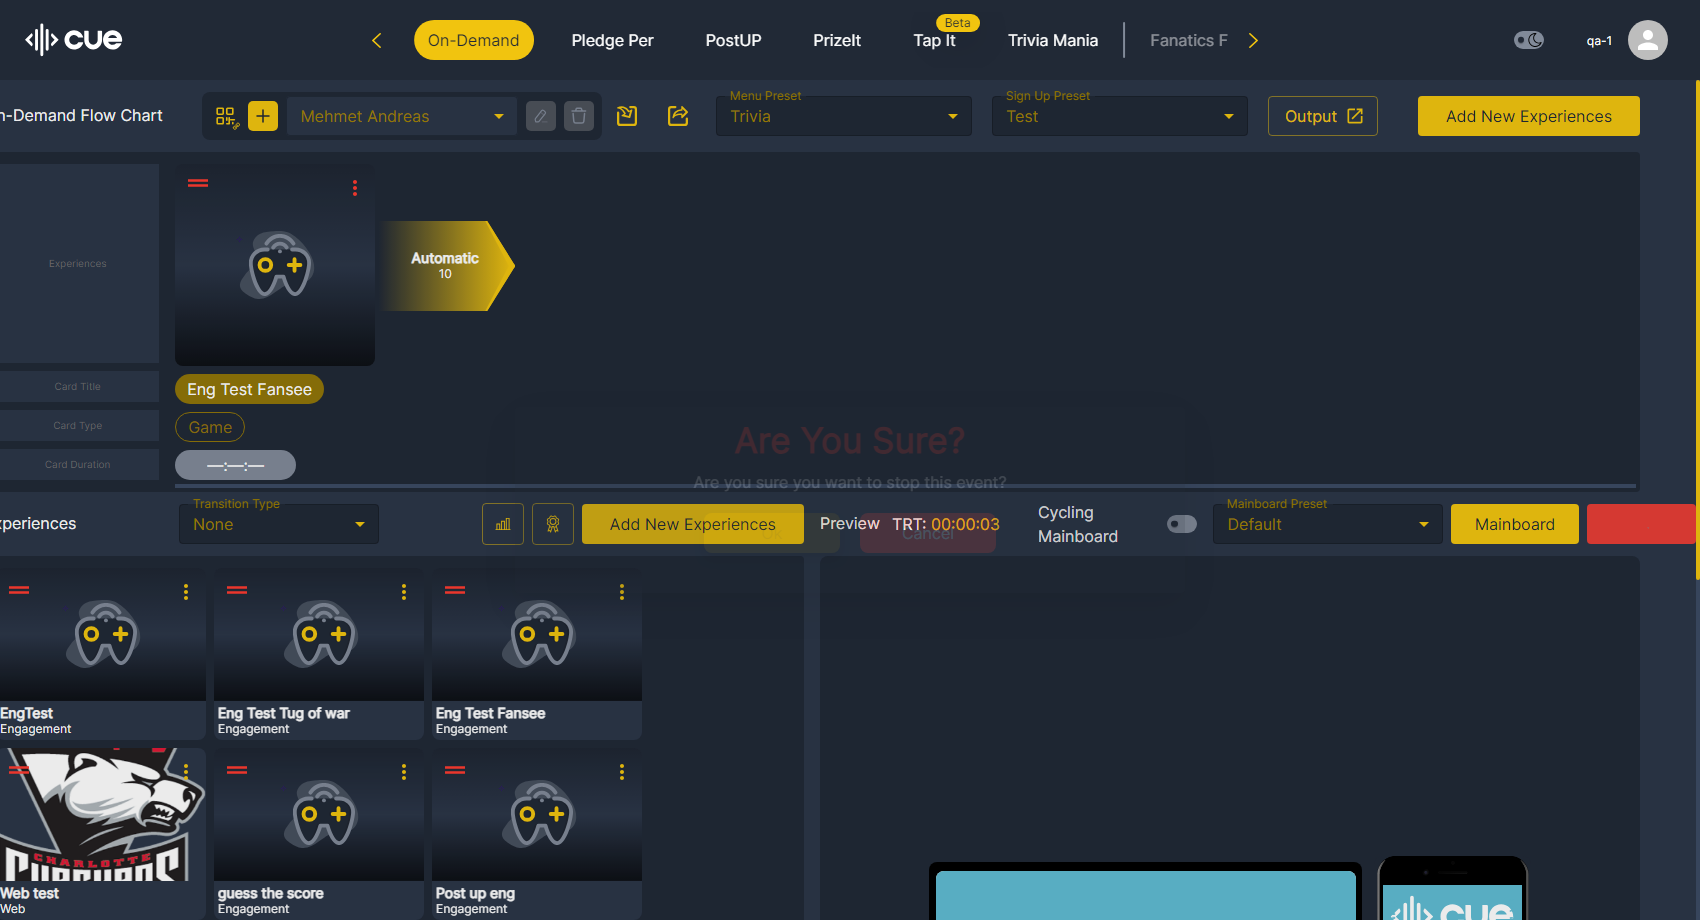 cue
On-Demand
Pledge Per
PostUP
PrizeIt
Beta
Tap It
Trivia Mania
Fanatics F
qa-1
n-Demand Flow Chart
Mehmet Andreas
Menu Preset
Trivia
Sign Up Preset
Test
Output
Add New Experiences
Experiences
Automatic
10
Card Title
Eng Test Fansee
Card Type
Game
Card Duration
—:—:—
Are You Sure?
Are you sure you want to stop this event?
Cancel
xperiences
Transition Type
None
Add New Experiences
Preview
TRT: 00:00:03
Cycling
Mainboard
Mainboard Preset
Default
Mainboard
EngTest
Engagement
Eng Test Tug of war
Engagement
Eng Test Fansee
Engagement
CHARLOTTE
Web test
Web
guess the score
Engagement
Post up eng
Engagement
cue